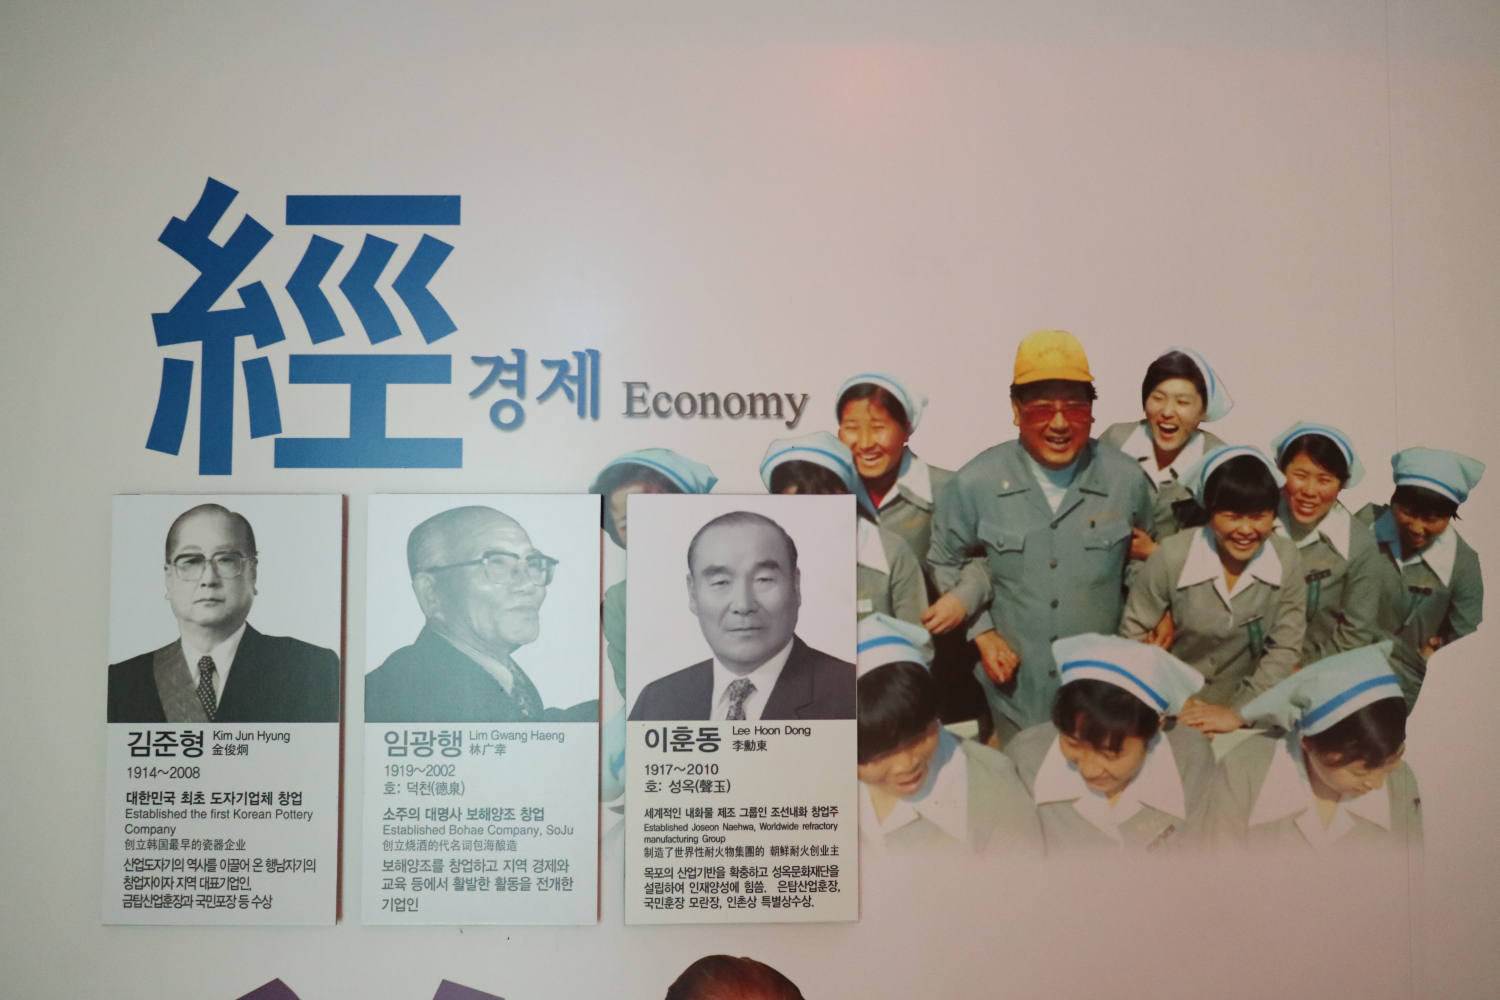 經
경제 Economy
김준형 Kim Jun Hyung
金俊炯
1914~2008
대한민국 최초 도자기업체 창업
Established the first Korean Pottery
Company
创立韩国最早的瓷器企业
산업도자기의 역사를 이끌어 온 행남자기의
창업자이자 지역 대표기업인,
금탑산업훈장과 국민포장 등 수상
임광행 Lim Gwang Haeng
林广幸
1919~2002
호: 덕천(德泉)
소주의 대명사 보해양조 창업
Established Bohae Company, SoJu
创立烧酒的代名词包海酿造
보해양조를 창업하고 지역 경제와
교육 등에서 활발한 활동을 전개한
기업인
이훈동 Lee Hoon Dong
李勳東
1917~2010
호: 성옥(聲玉)
세계적인 내화물 제조 그룹인 조선내화 창업주
Established Joseon Naehwa, Worldwide refractory
manufacturing Group
制造了世界性耐火物集團的 朝鮮耐火创业主
목포의 산업기반을 확충하고 성옥문화재단을
설립하여 인재양성에 힘씀. 은탑산업훈장,
국민훈장 모란장, 인촌상 특별상수상.